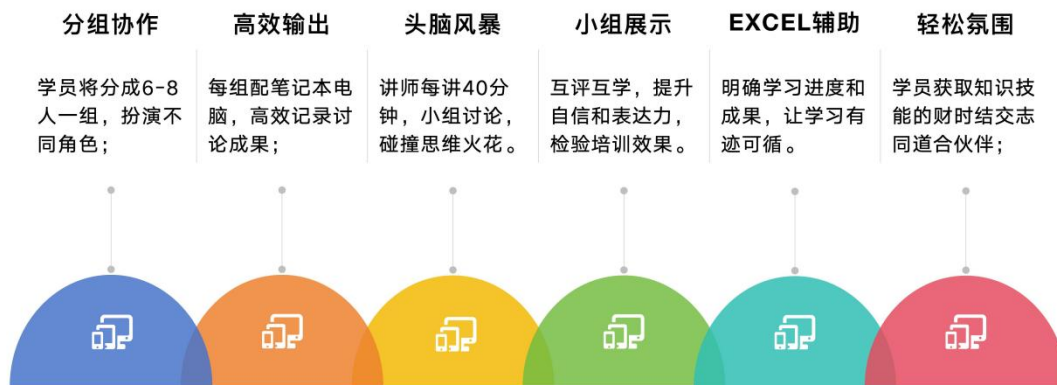 分组协作
学员将分成6-8
人一组，扮演不
同角色；
高效输出
每组配笔记本电
脑，高效记录讨
论成果；
头脑风暴
讲师每讲40分
钟，小组讨论，
碰撞思维火花。
小组展示
互评互学，提升
自信和表达力，
检验培训效果。
EXCEL辅助
明确学习进度和
成果，让学习有
迹可循。
轻松氛围
学员获取知识技
能的财时结交志
同道合伙伴；